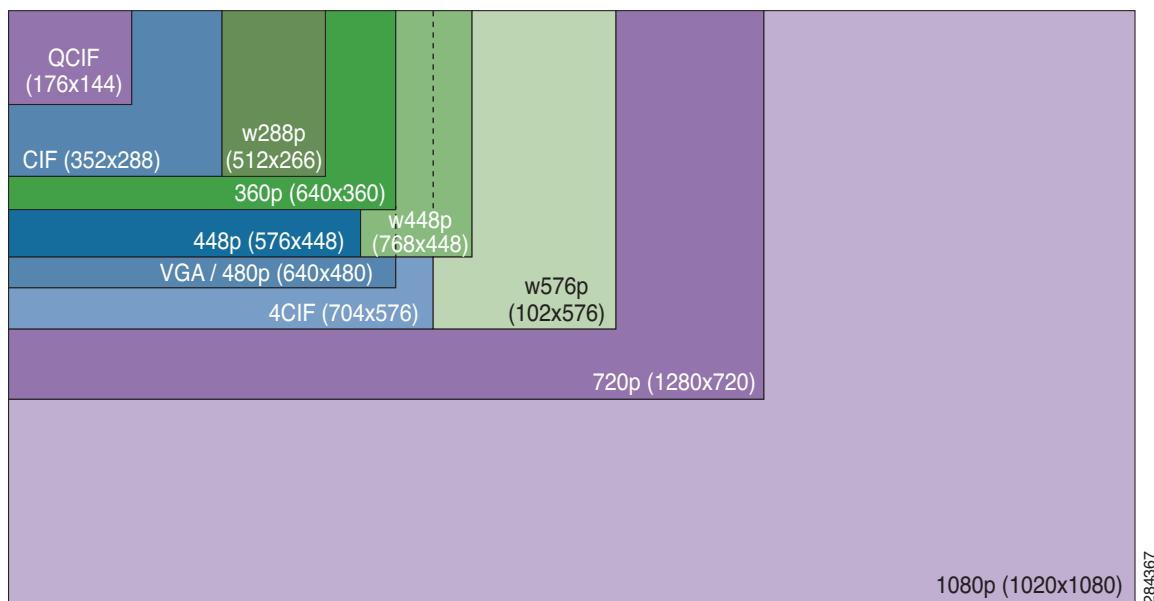 QCIF
(176x144)
CIF (352x288)
w288p
(512x266)
360p (640x360)
448p (576x448)
w448p
(768x448)
VGA / 480p (640x480)
4CIF (704x576)
w576p
(102x576)
720p (1280x720)
1080p (1020x1080)
284367